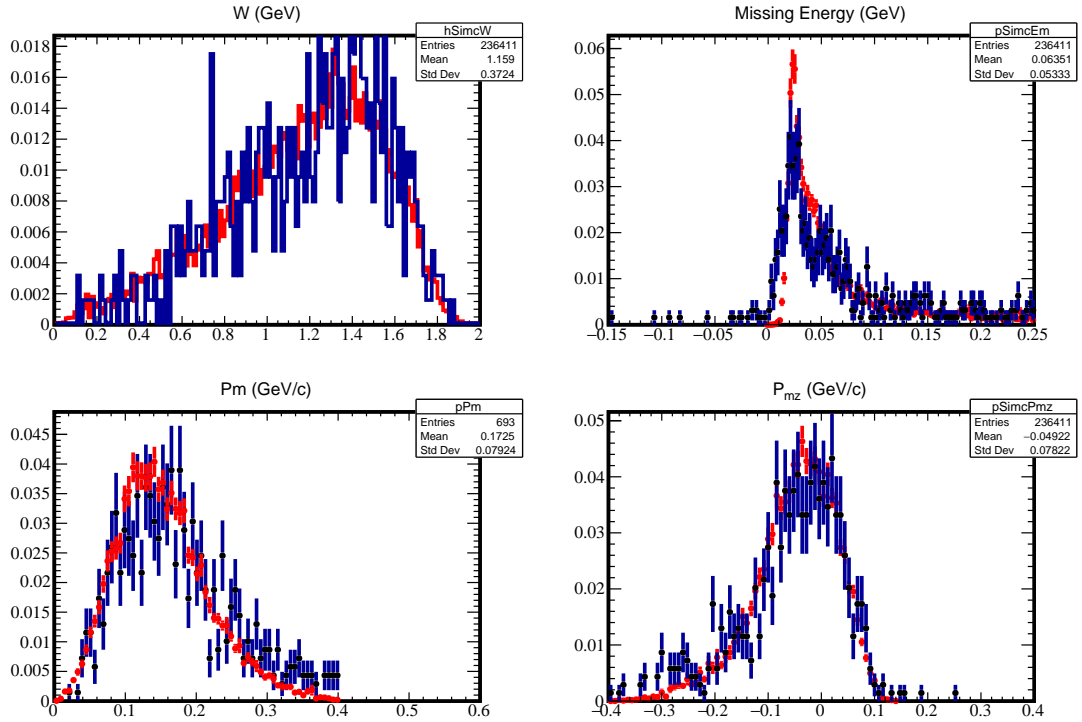 W (GeV)
hSimcW
Entries 236411
Mean 1.159
Std Dev 0.3724
0.018
0.016
0.014
0.012
0.01
0.008
0.006
0.004
0.002
0
0 0.2 0.4 0.6 0.8 1 1.2 1.4 1.6 1.8 2
Missing Energy (GeV)
pSimcEm
Entries 236411
Mean 0.06351
Std Dev 0.05333
0.06
0.05
0.04
0.03
0.02
0.01
0
−0.15 −0.1 −0.05 0 0.05 0.1 0.15 0.2 0.25
Pm (GeV/c)
pPm
Entries 693
Mean 0.1725
Std Dev 0.07924
0.045
0.04
0.035
0.03
0.025
0.02
0.015
0.01
0.005
0
0 0.1 0.2 0.3 0.4 0.5 0.6
Pmz (GeV/c)
pSimcPmz
Entries 236411
Mean −0.04922
Std Dev 0.07822
0.05
0.04
0.03
0.02
0.01
0
−0.4 −0.3 −0.2 −0.1 0 0.1 0.2 0.3 0.4